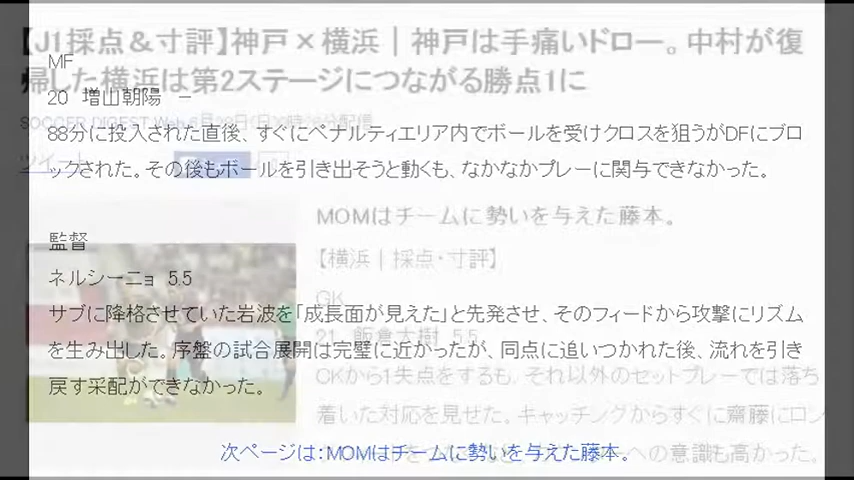 【J1採点＆寸評】神戸×横浜｜神戸は手痛いドロー。中村が復
帰した横浜は第2ステージにつながる勝点1に
MF
20 増山朝陽 −
SOCCER DIGEST Web
88分に投入された直後、すぐにペナルティエリア内でボールを受けクロスを狙うがDFにブロ
ックされた。その後もボールを引き出そうと動くも、なかなかプレーに関与できなかった。
ツイート
MOMはチームに勢いを与えた藤本。
監督
【横浜｜採点・寸評】
ネルシーニョ 5.5
GK
サブに降格させていた岩波を「成長面が見えた」と先発させ、そのフィードから攻撃にリズム
21 飯倉大樹 5.5
を生み出した。序盤の試合展開は完璧に近かったが、同点に追いつかれた後、流れを引き
CKから1失点をするも、それ以外のセットプレーでは落ち
戻す采配ができなかった。
着いた対応を見せた。キャッチングからすぐに齋藤にロン
次ページは：MOMはチームに勢いを与えた藤本。
への意識も高かった。